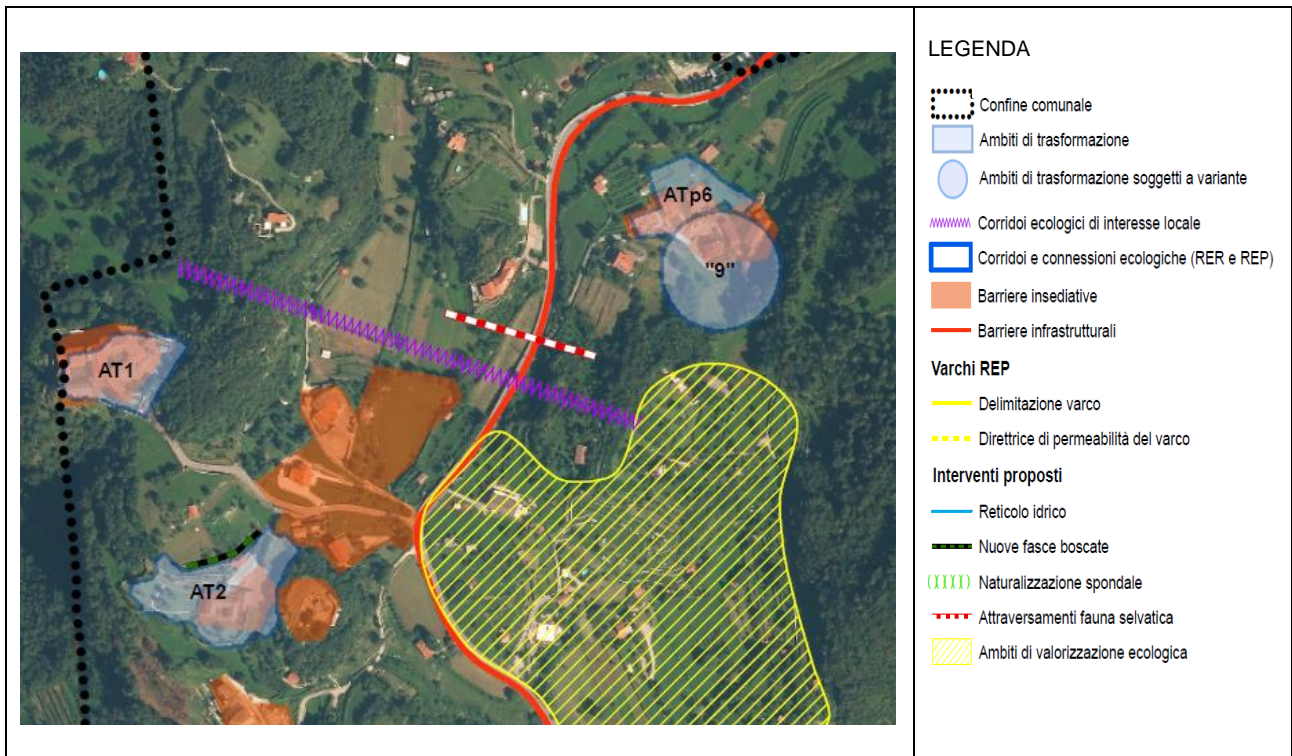 AT1
AT2
ATp6
"9"
LEGENDA
Confine comunale
Ambiti di trasformazione
Ambiti di trasformazione soggetti a variante
Corridoi ecologici di interesse locale
Corridoi e connessioni ecologiche (RER e REP)
Barriere insediative
Barriere infrastrutturali
Varchi REP
Delimitazione varco
Direttrice di permeabilità del varco
Interventi proposti
Reticolo idrico
Nuove fasce boscate
Naturalizzazione spondale
Attraversamenti fauna selvatica
Ambiti di valorizzazione ecologica